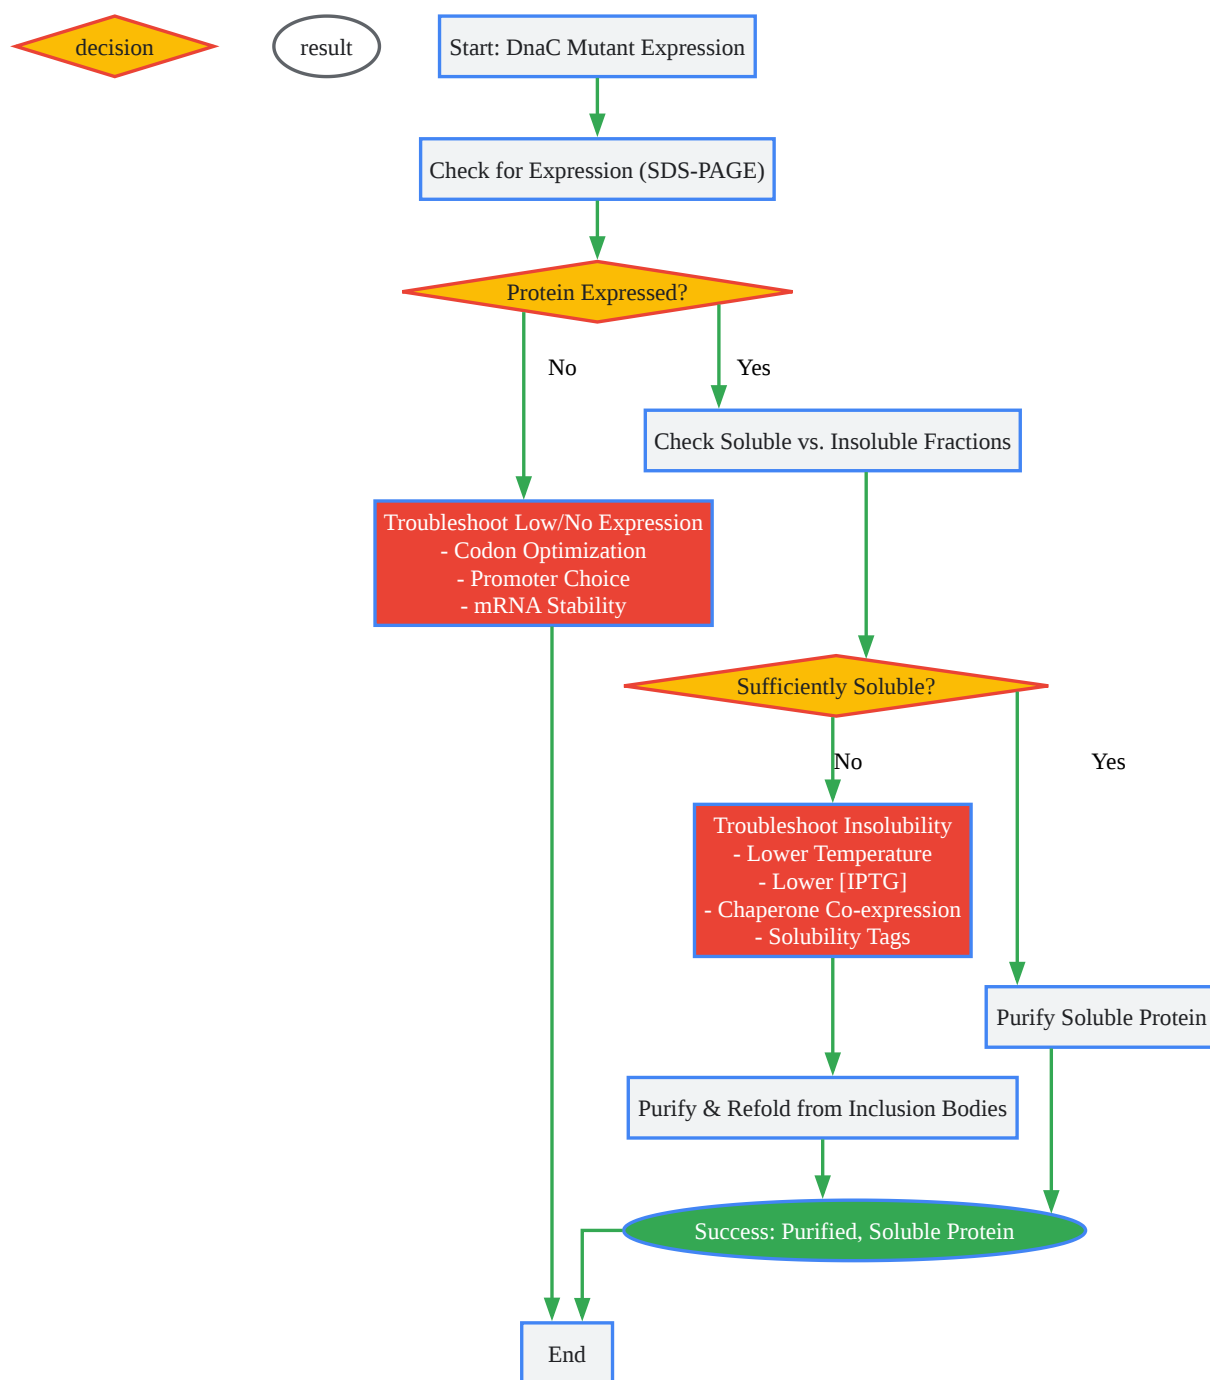 decision
result
Start: DnaC Mutant Expression
Check for Expression (SDS-PAGE)
Protein Expressed?
No
Yes
Check Soluble vs. Insoluble Fractions
Troubleshoot Low/No Expression
- Codon Optimization
- Promoter Choice
- mRNA Stability
Sufficiently Soluble?
No
Yes
Troubleshoot Insolubility
- Lower Temperature
- Lower [IPTG]
- Chaperone Co-expression
- Solubility Tags
Purify Soluble Protein
Purify & Refold from Inclusion Bodies
Success: Purified, Soluble Protein
End